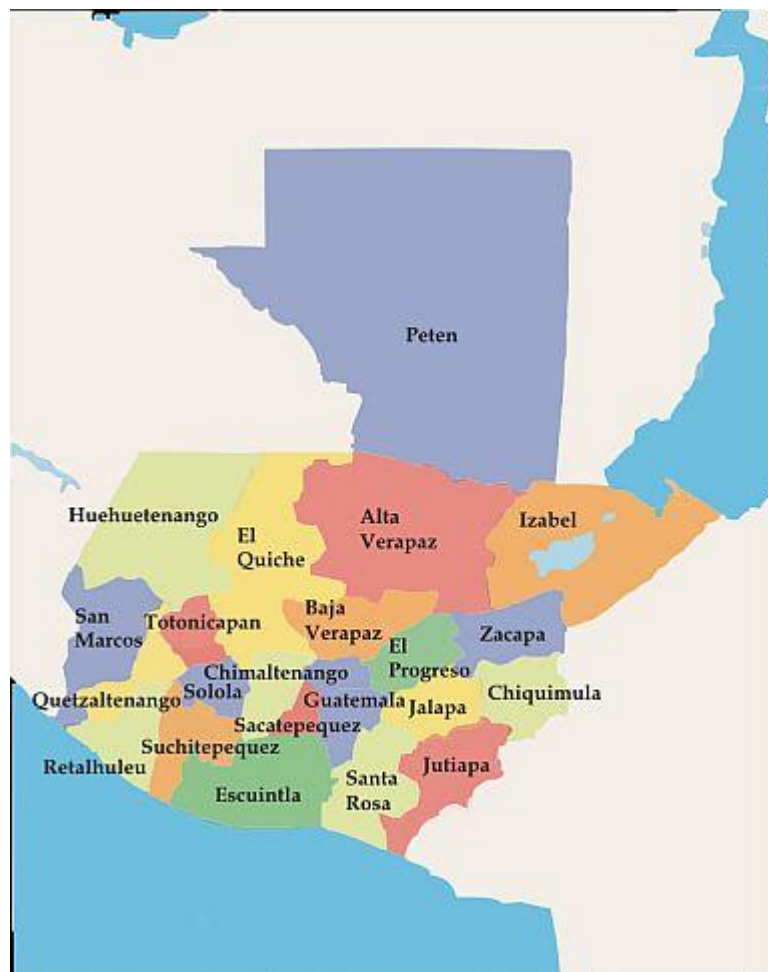 Peten
Huehuetenango
El
Quiche
Alta
Verapaz
Izabel
San
Marcos
Totonicapan
Baja
Verapaz
El
Progreso
Zacapa
Chimaltenango
Quetzaltenango
Solola
Guatemala
Jalapa
Chiquimula
Sacatepequez
Suchitepequez
Retalhuleu
Escuintla
Santa
Rosa
Jutiapa